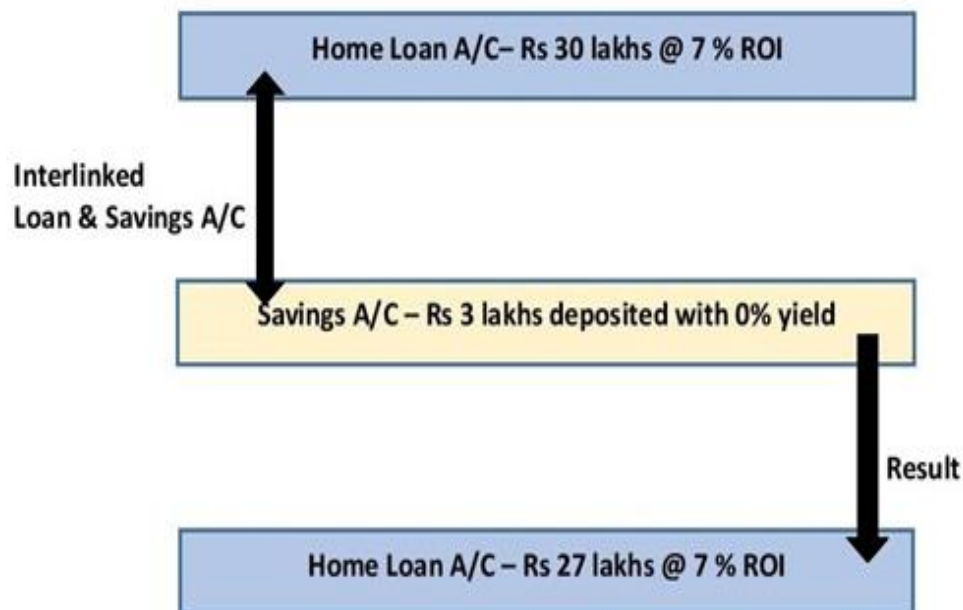 Home Loan A/C– Rs 30 lakhs @ 7 % ROI
Interlinked
Loan & Savings A/C
Savings A/C – Rs 3 lakhs deposited with 0% yield
Result
Home Loan A/C – Rs 27 lakhs @ 7 % ROI